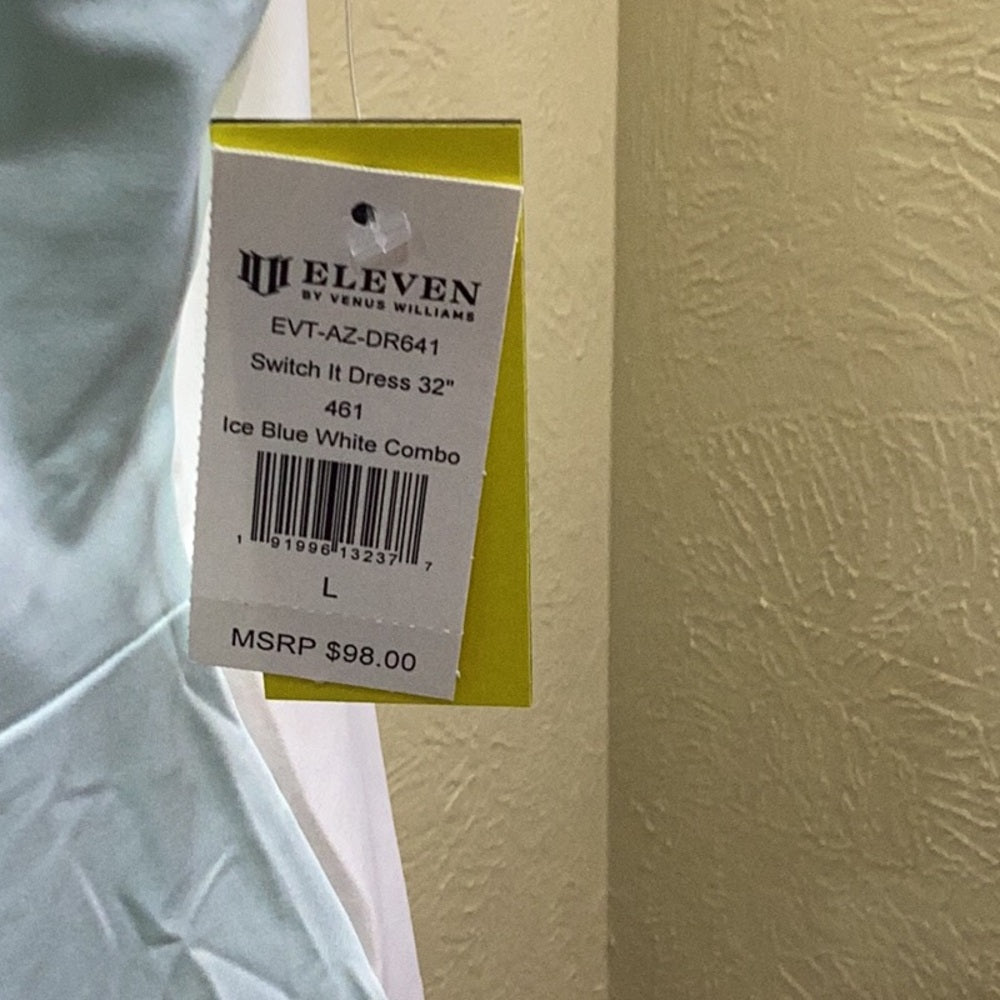 ELEVEN
BY VENUS WILLIAMS
EVT-AZ-DR641
Switch It Dress 32"
461
Ice Blue White Combo
1 91996 13237 7
L
MSRP $98.00